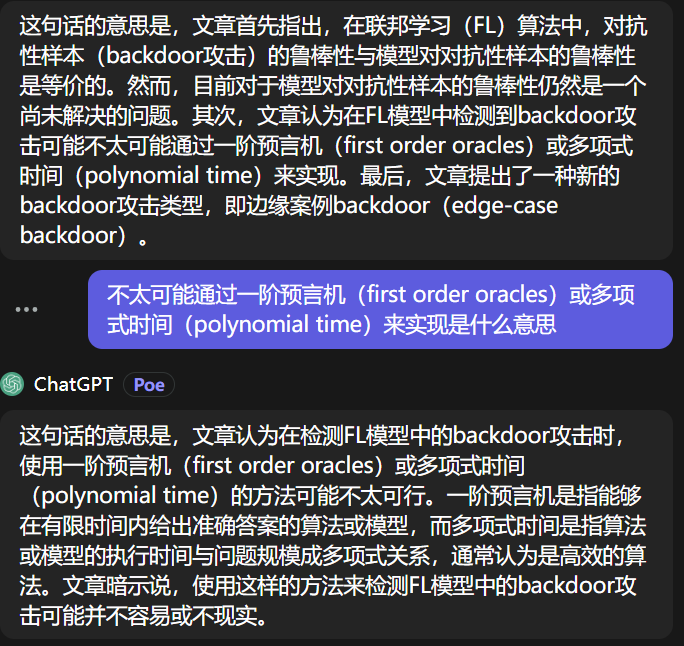 这句话的意思是，文章首先指出，在联邦学习（FL）算法中，对抗
性样本（backdoor攻击）的鲁棒性与模型对对抗性样本的鲁棒性
是等价的。然而，目前对于模型对对抗性样本的鲁棒性仍然是一个
尚未解决的问题。其次，文章认为在FL模型中检测到backdoor攻
击可能不太可能通过一阶预言机（first order oracles）或多项式
时间（polynomial time）来实现。最后，文章提出了一种新的
backdoor攻击类型，即边缘案例backdoor（edge-case
backdoor）。
不太可能通过一阶预言机（first order oracles）或多项
式时间（polynomial time）来实现是什么意思
ChatGPT Poe
这句话的意思是，文章认为在检测FL模型中的backdoor攻击时，
使用一阶预言机（first order oracles）或多项式时间
（polynomial time）的方法可能不太可行。一阶预言机是指能够
在有限时间内给出准确答案的算法或模型，而多项式时间是指算法
或模型的执行时间与问题规模成多项式关系，通常认为是高效的算
法。文章暗示说，使用这样的方法来检测FL模型中的backdoor攻
击可能并不容易或不现实。